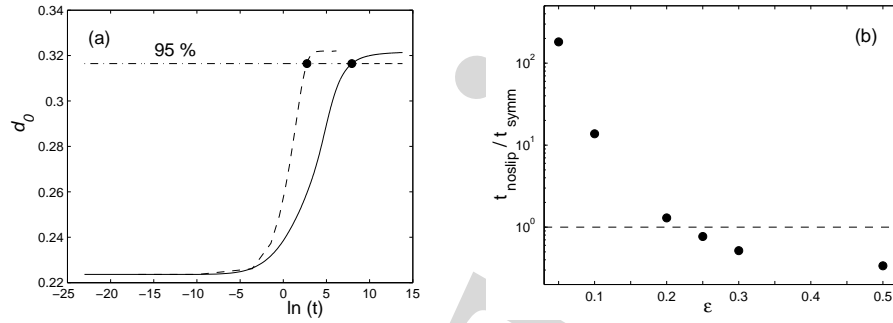 (a)
95 %
0.34
0.32
0.3
0.28
0.26
0.24
0.22
d0
−25 −20 −15 −10 −5 0 5 10 15
ln (t)
(b)
10^2
10^1
10^0
t noslip / t symm
0.1 0.2 0.3 0.4 0.5
ε